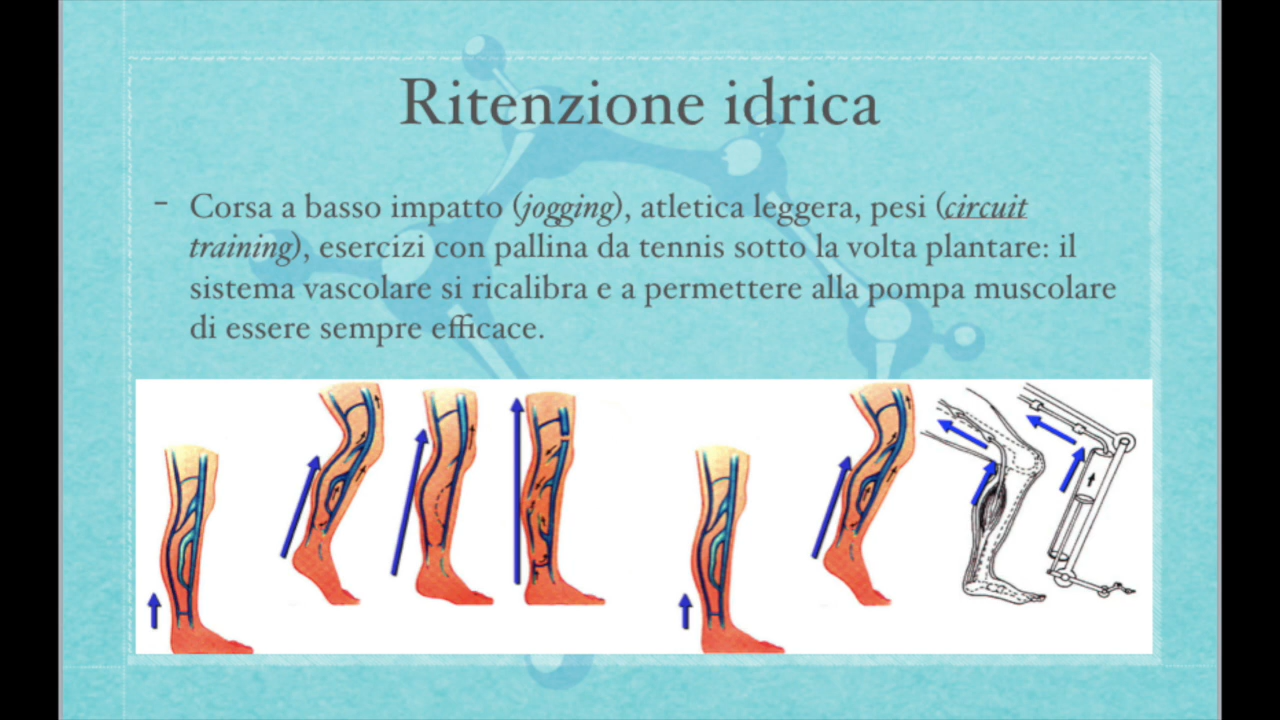 Ritenzione idrica
- Corsa a basso impatto (jogging), atletica leggera, pesi (circuit
training), esercizi con pallina da tennis sotto la volta plantare: il
sistema vascolare si ricalibra e a permettere alla pompa muscolare
di essere sempre efficace.